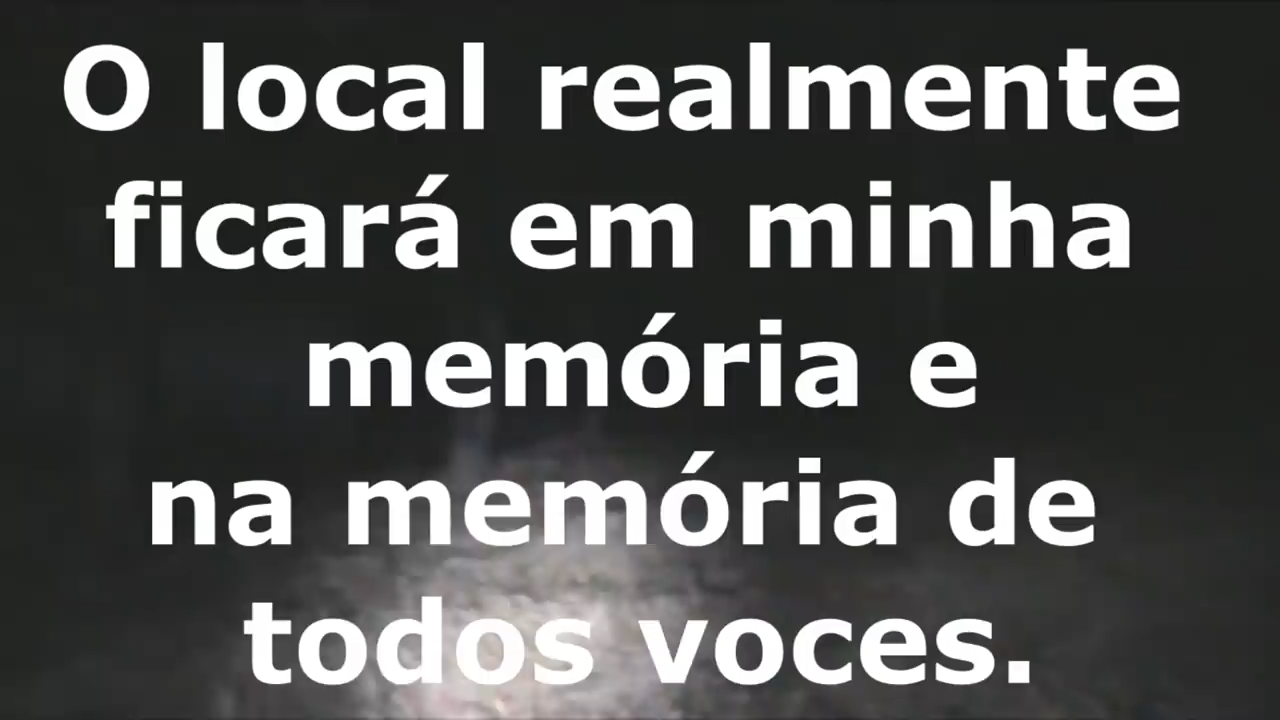 O local realmente
ficará em minha
memória e
na memória de
todos voces.